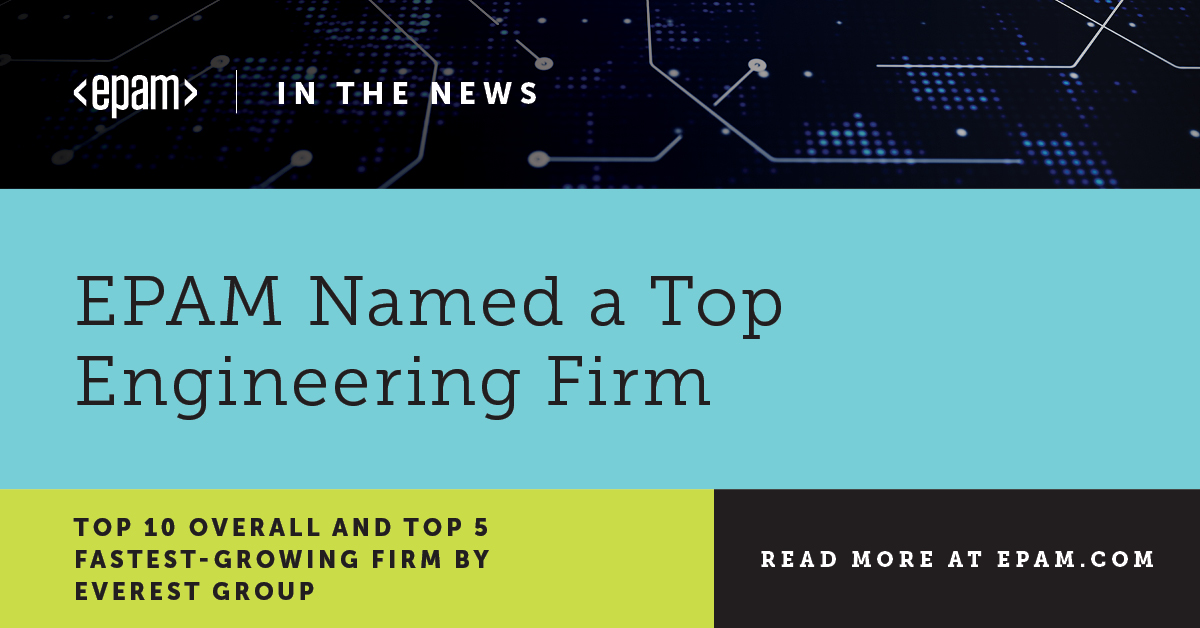 <epam> | IN THE NEWS
EPAM Named a Top
Engineering Firm
TOP 10 OVERALL AND TOP 5
FASTEST-GROWING FIRM BY
EVEREST GROUP
READ MORE AT EPAM.COM